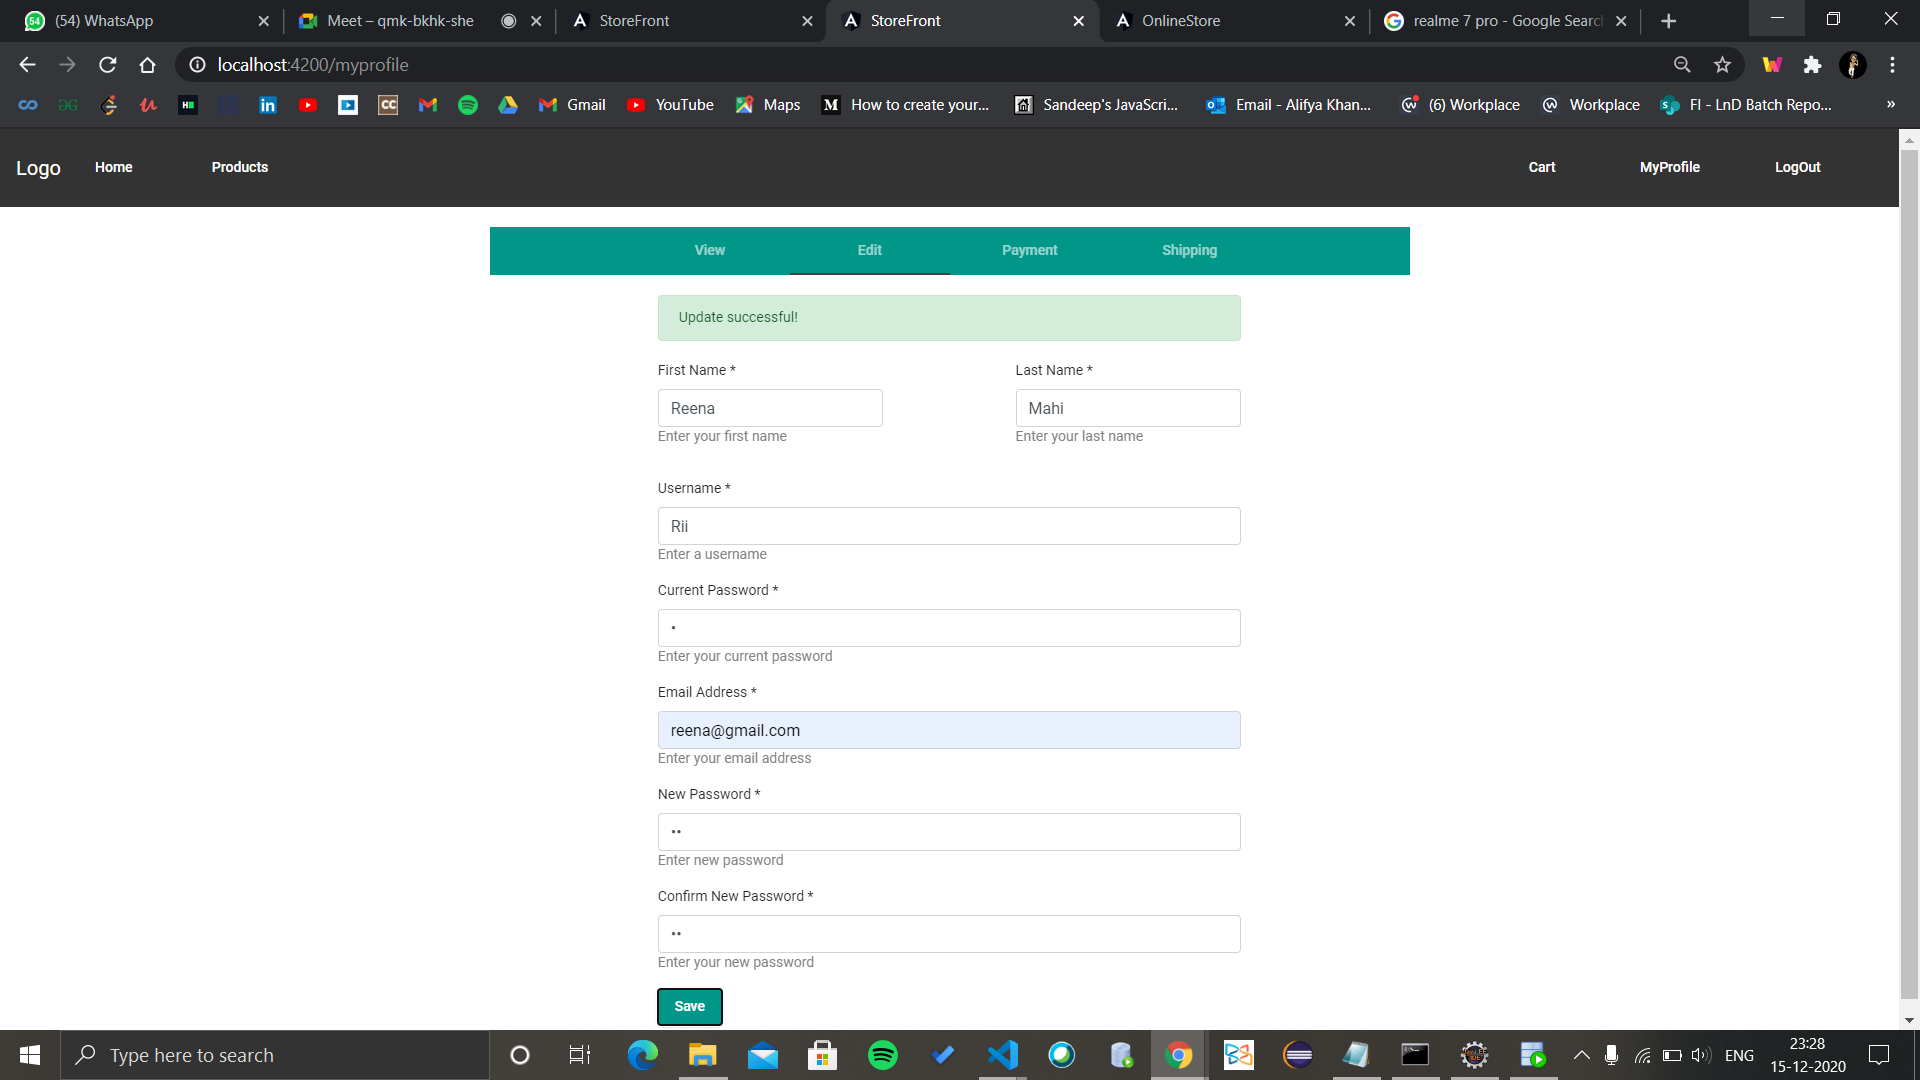 (54) WhatsApp
Meet – qmk-bkhk-she
StoreFront
StoreFront
OnlineStore
realme 7 pro - Google Searc
localhost:4200/myprofile
Gmail
YouTube
Maps
How to create your...
Sandeep's JavaScri...
Email - Alifya Khan...
(6) Workplace
Workplace
FI - LnD Batch Repo...
»
Logo Home Products Cart MyProfile LogOut
View Edit Payment Shipping
Update successful!
First Name * Last Name *
Reena Mahi
Enter your first name Enter your last name
Username *
Rii
Enter a username
Current Password *
•
Enter your current password
Email Address *
reena@gmail.com
Enter your email address
New Password *
••
Enter new password
Confirm New Password *
••
Enter your new password
Save
Type here to search
ENG
23:28
15-12-2020